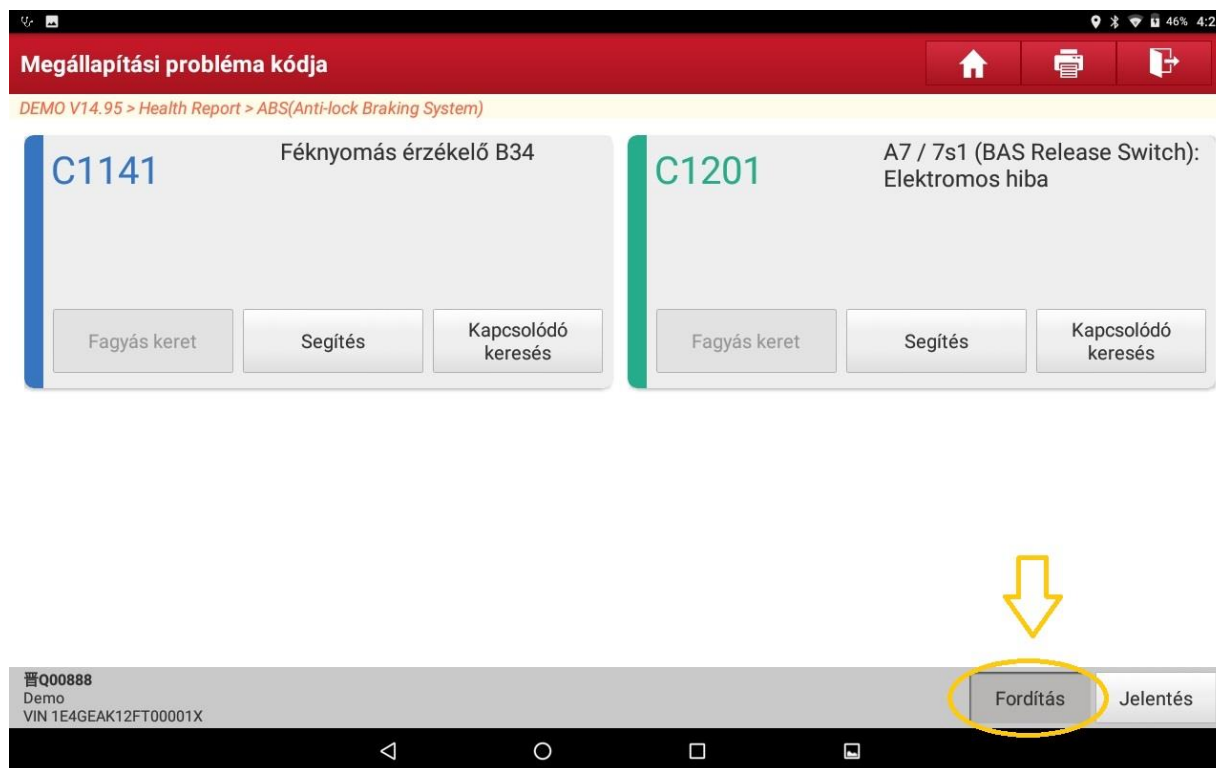 46% 4:2
Megállapítási probléma kódja
DEMO V14.95 > Health Report > ABS(Anti-lock Braking System)
C1141
Féknyomás érzékelő B34
Fagyás keret
Segítés
Kapcsolódó
keresés
C1201
A7 / 7s1 (BAS Release Switch):
Elektromos hiba
Fagyás keret
Segítés
Kapcsolódó
keresés
晋Q00888
Demo
VIN 1E4GEAK12FT00001X
Fordítás
Jelentés